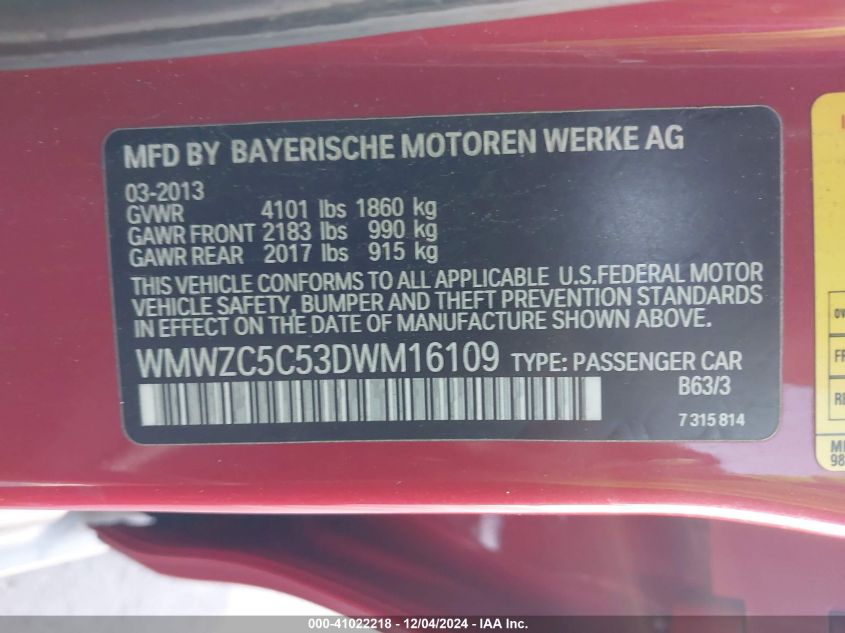 MFD BY BAYERISCHE MOTOREN WERKE AG
03-2013
GVWR 4101 lbs 1860 kg
GAWR FRONT 2183 lbs 990 kg
GAWR REAR 2017 lbs 915 kg
THIS VEHICLE CONFORMS TO ALL APPLICABLE U.S.FEDERAL MOTOR
VEHICLE SAFETY, BUMPER AND THEFT PREVENTION STANDARDS
IN EFFECT ON THE DATE OF MANUFACTURE SHOWN ABOVE.
WMWZC5C53DWM16109 TYPE: PASSENGER CAR
B63/3
7 315 814
000-41022218 - 12/04/2024 - IAAI, Inc.